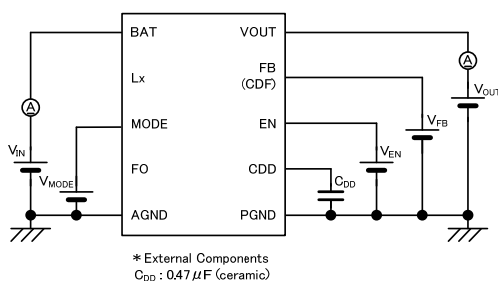 BAT VOUT
A A
Lx FB
(CDF)
VOUT
MODE EN VFB
VIN VEN
VMODE FO CDD CDD
AGND PGND
* External Components
CDD : 0.47μF (ceramic)